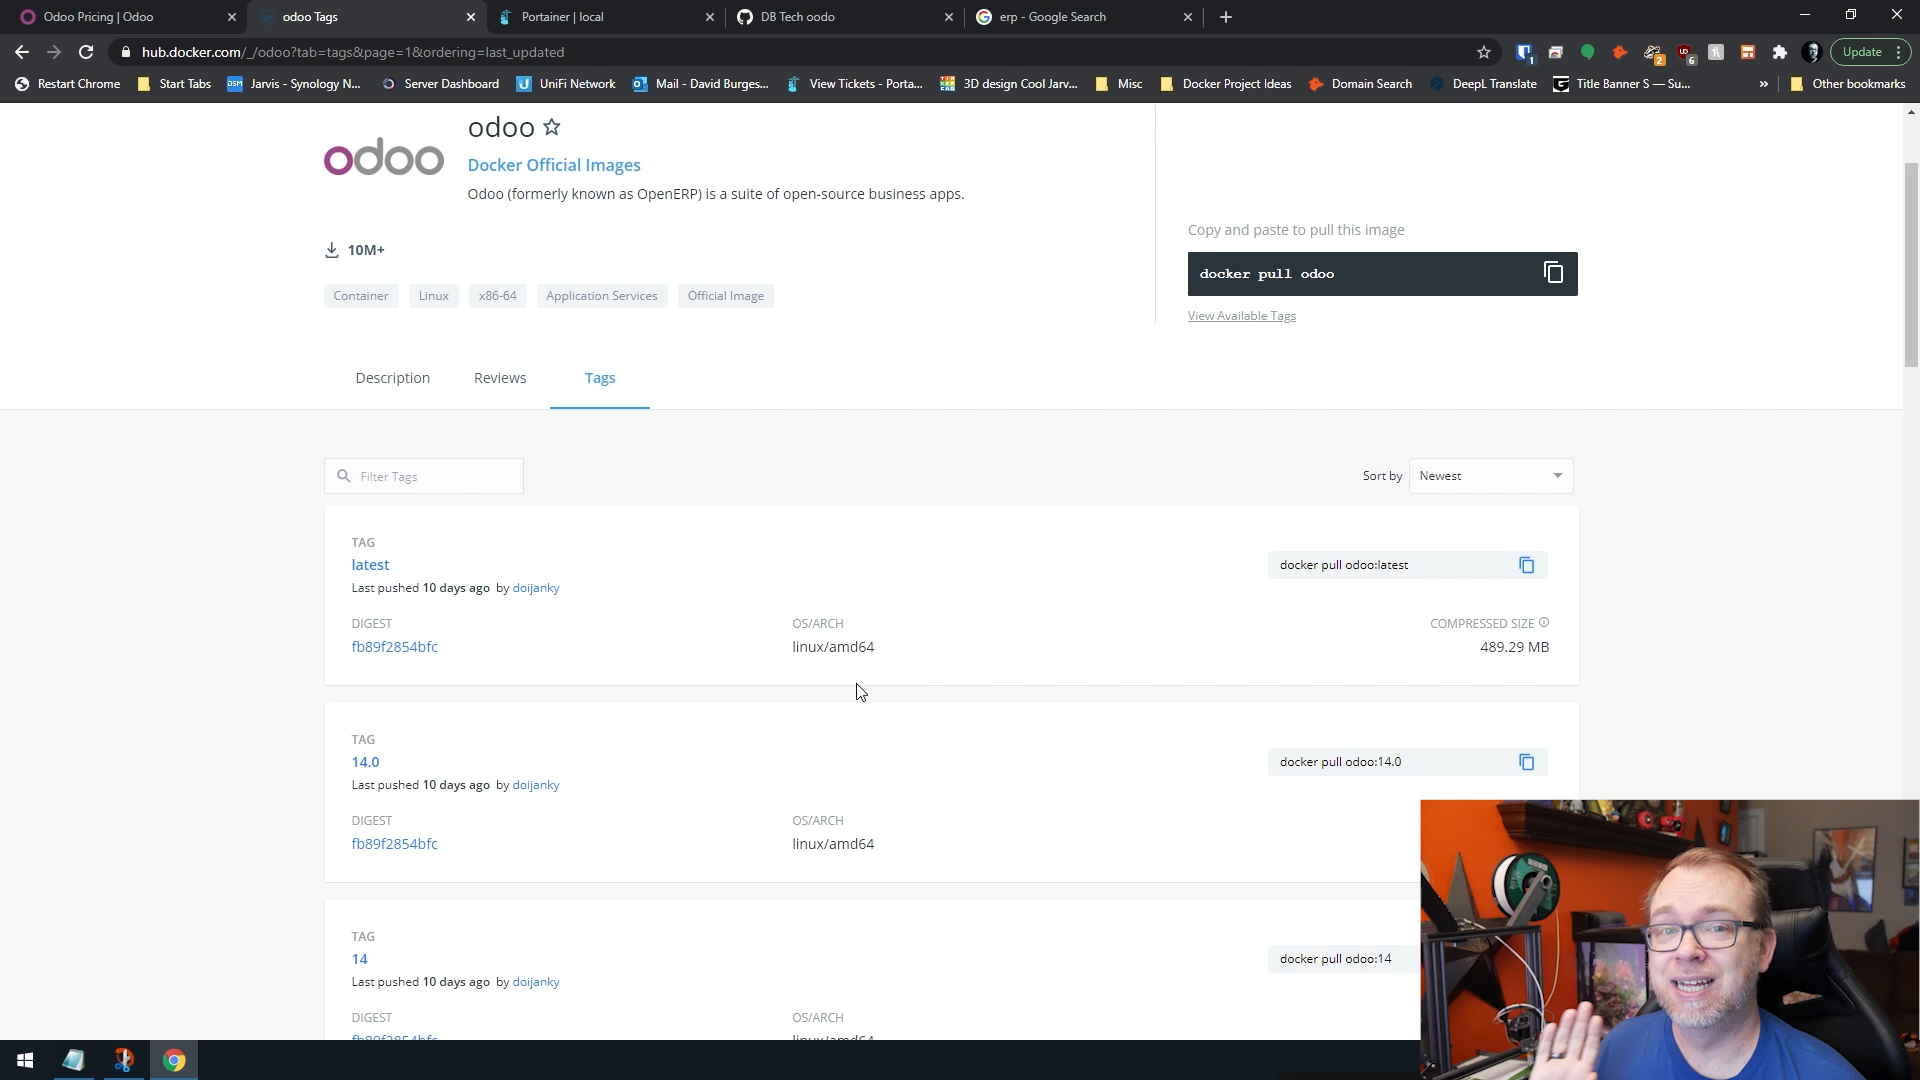 Odoo Pricing | Odoo
odoo Tags
Portainer | local
DB Tech oodo
erp - Google Search
hub.docker.com/_/odoo?tab=tags&page=1&ordering=last_updated
1
2
6
Update
Restart Chrome
Start Tabs
DSM
Jarvis - Synology N...
Server Dashboard
UniFi Network
Mail - David Burges...
View Tickets - Porta...
3D design Cool Jarv...
Misc
Docker Project Ideas
Domain Search
DeepL Translate
Title Banner S — Su...
»
Other bookmarks
odoo
odoo
Docker Official Images
Odoo (formerly known as OpenERP) is a suite of open-source business apps.
10M+
Container
Linux
x86-64
Application Services
Official Image
Copy and paste to pull this image
docker pull odoo
View Available Tags
Description
Reviews
Tags
Filter Tags
Sort by
Newest
TAG
latest
Last pushed 10 days ago by doijanky
docker pull odoo:latest
DIGEST
OS/ARCH
COMPRESSED SIZE
fb89f2854bfc
linux/amd64
489.29 MB
TAG
14.0
Last pushed 10 days ago by doijanky
docker pull odoo:14.0
DIGEST
OS/ARCH
fb89f2854bfc
linux/amd64
TAG
14
Last pushed 10 days ago by doijanky
docker pull odoo:14
DIGEST
OS/ARCH
fb89f2854bfc
linux/amd64